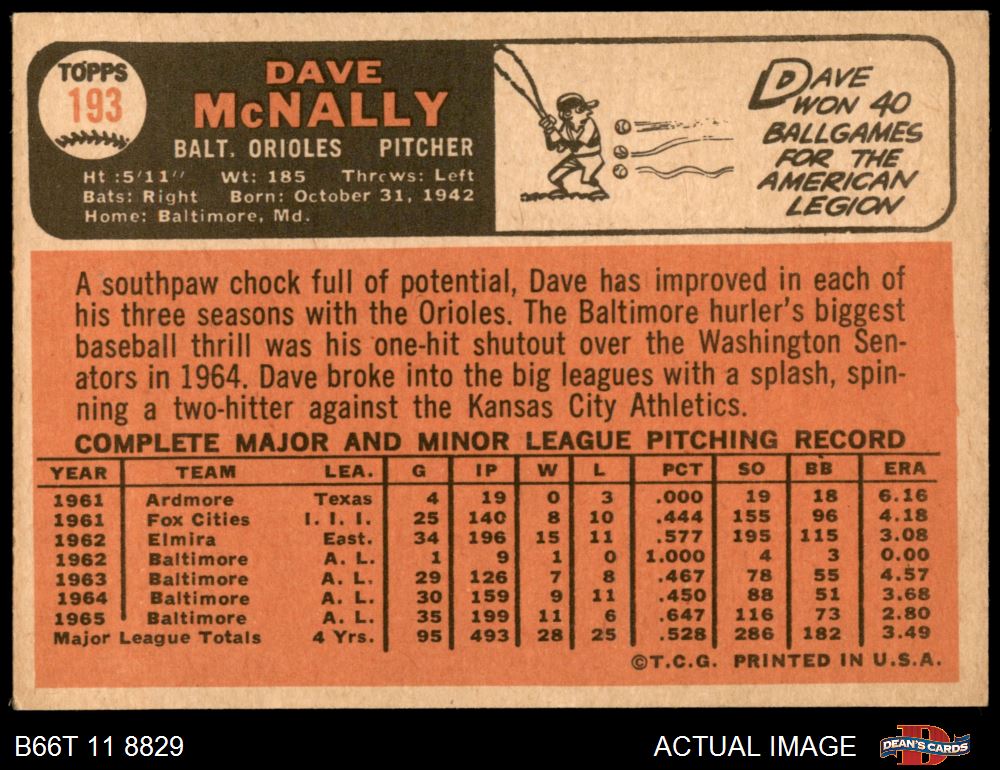 TOPPS
193
DAVE
McNALLY
BALT. ORIOLES PITCHER
Ht :5'11" Wt: 185 Throws: Left
Bats: Right Born: October 31, 1942
Home: Baltimore, Md.
DAVE
WON 40
BALLGAMES
FOR THE
AMERICAN
LEGION
A southpaw chock full of potential, Dave has improved in each of
his three seasons with the Orioles. The Baltimore hurler's biggest
baseball thrill was his one-hit shutout over the Washington Sen-
ators in 1964. Dave broke into the big leagues with a splash, spin-
ning a two-hitter against the Kansas City Athletics.
COMPLETE MAJOR AND MINOR LEAGUE PITCHING RECORD
YEAR TEAM LEA. G IP W L PCT SO BB ERA
1961 Ardmore Texas 4 19 0 3 .000 19 18 6.16
1961 Fox Cities I. I. I. 25 140 8 10 .444 155 96 4.18
1962 Elmira East. 34 196 15 11 .577 195 115 3.08
1962 Baltimore A. L. 1 9 1 0 1.000 4 3 0.00
1963 Baltimore A. L. 29 126 7 8 .467 78 55 4.57
1964 Baltimore A. L. 30 159 9 11 .450 88 51 3.68
1965 Baltimore A. L. 35 199 11 6 .647 116 73 2.80
Major League Totals 4 Yrs. 95 493 28 25 .528 286 182 3.49
©T.C.G. PRINTED IN U.S.A.
B66T 11 8829 ACTUAL IMAGE DEAN'S CARDS